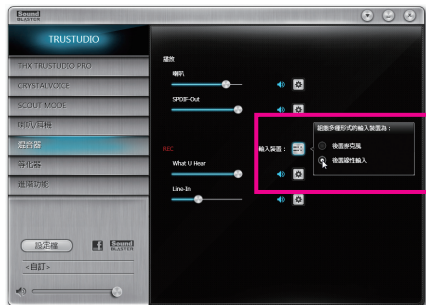 Sound
BLASTER
TRUSTUDIO
THX TRUSTUDIO PRO
CRYSTALVOICE
SCOUT MODE
喇叭/耳機
混音器
等化器
進階功能
設定檔
Sound
BLASTER
<自訂>
播放
喇叭
SPDIF-Out
REC
輸入裝置：
What U Hear
Line-In
組態多種形式的輸入裝置為：
後面麥克風
後面線性輸入